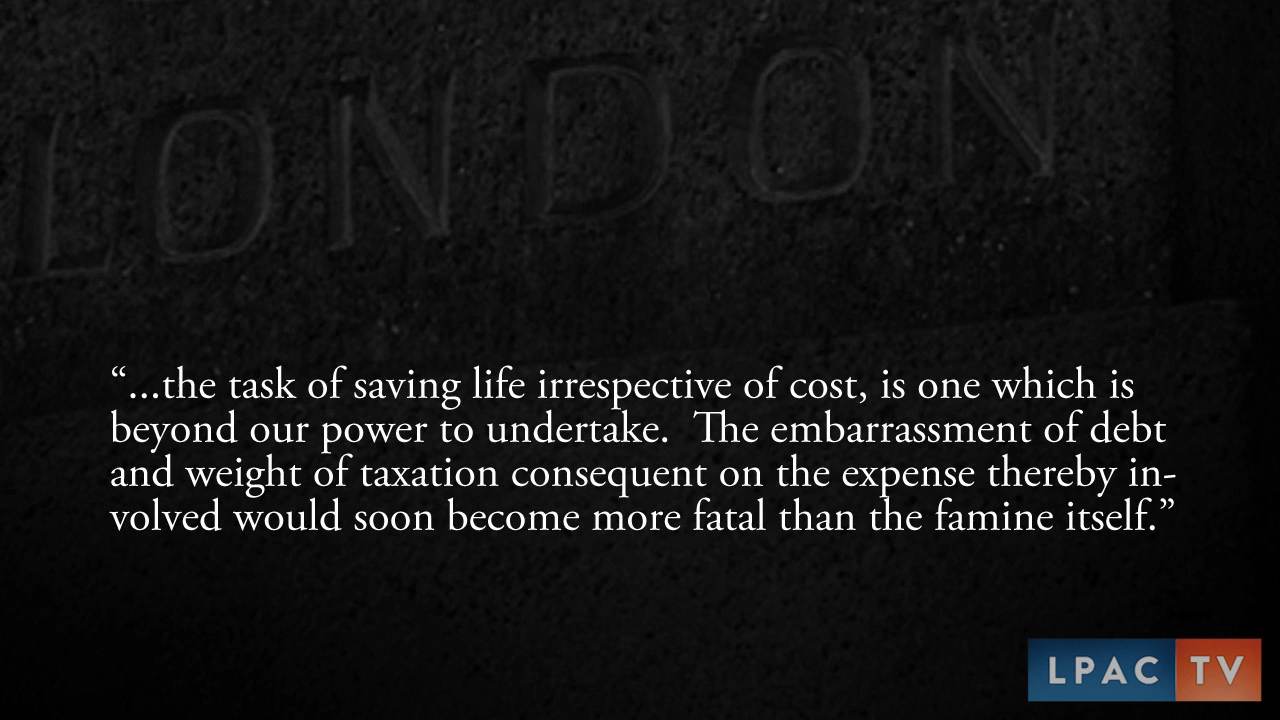 LONDON
“...the task of saving life irrespective of cost, is one which is
beyond our power to undertake.  The embarrassment of debt
and weight of taxation consequent on the expense thereby in-
volved would soon become more fatal than the famine itself.”
LPAC TV